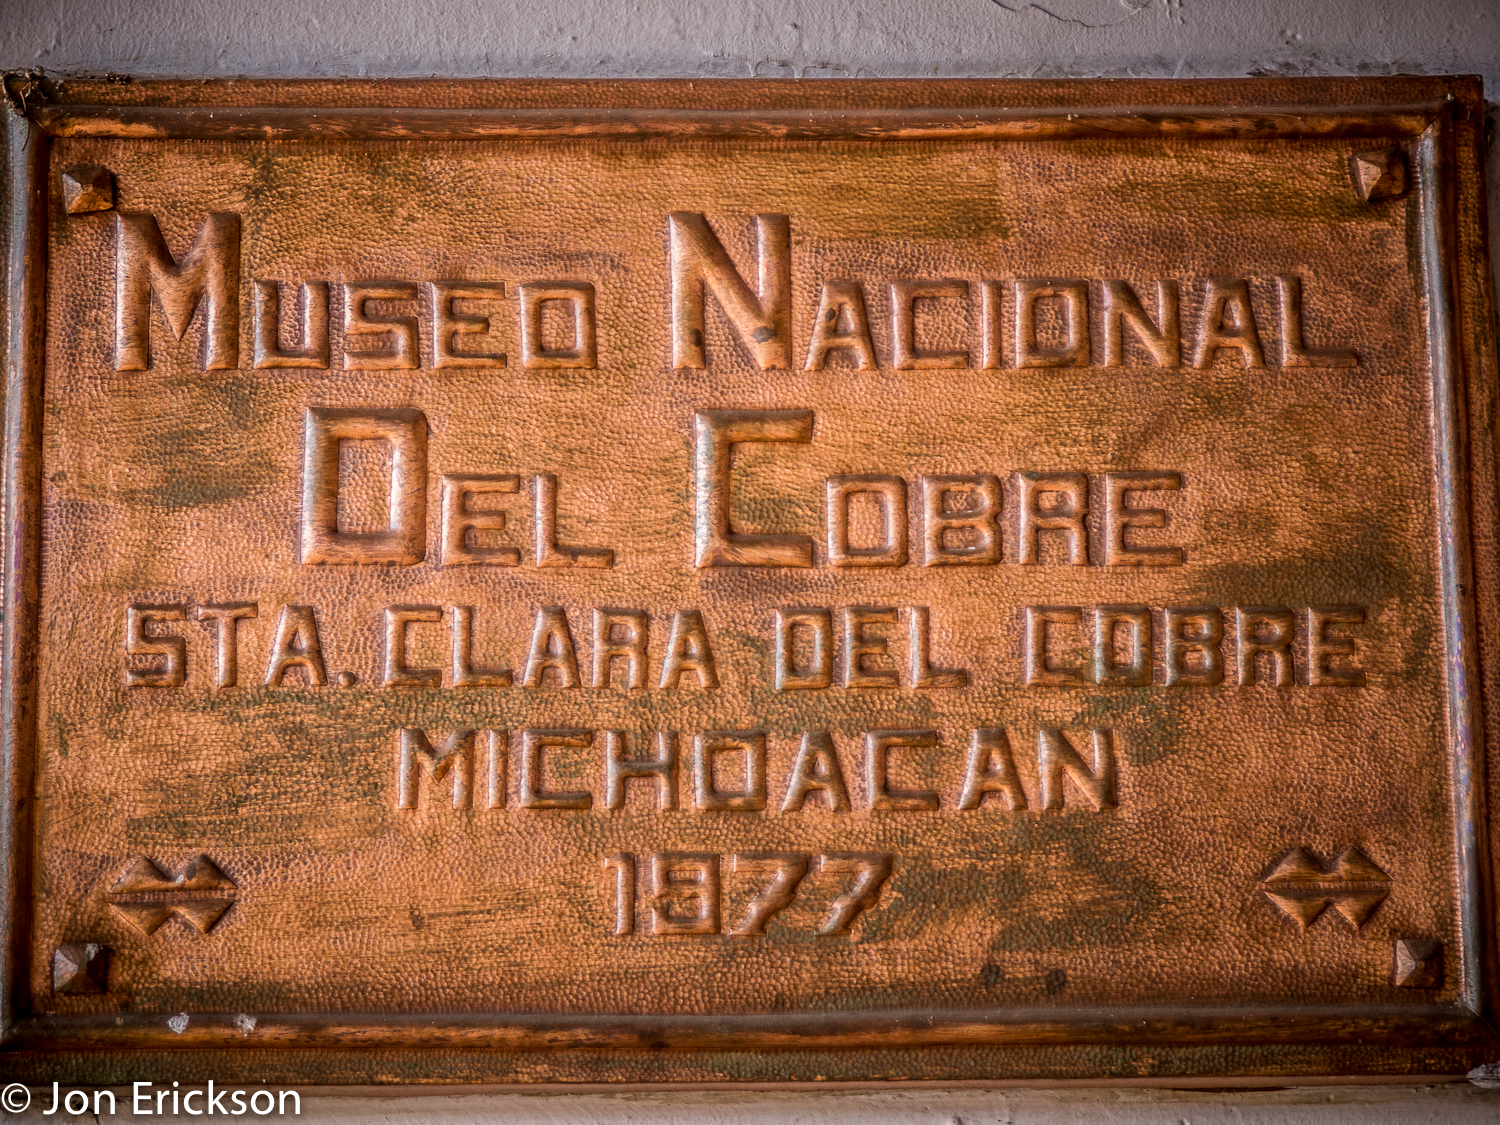 MUSEO NACIONAL
DEL COBRE
STA. CLARA DEL COBRE
MICHOACAN
1977
© Jon Erickson